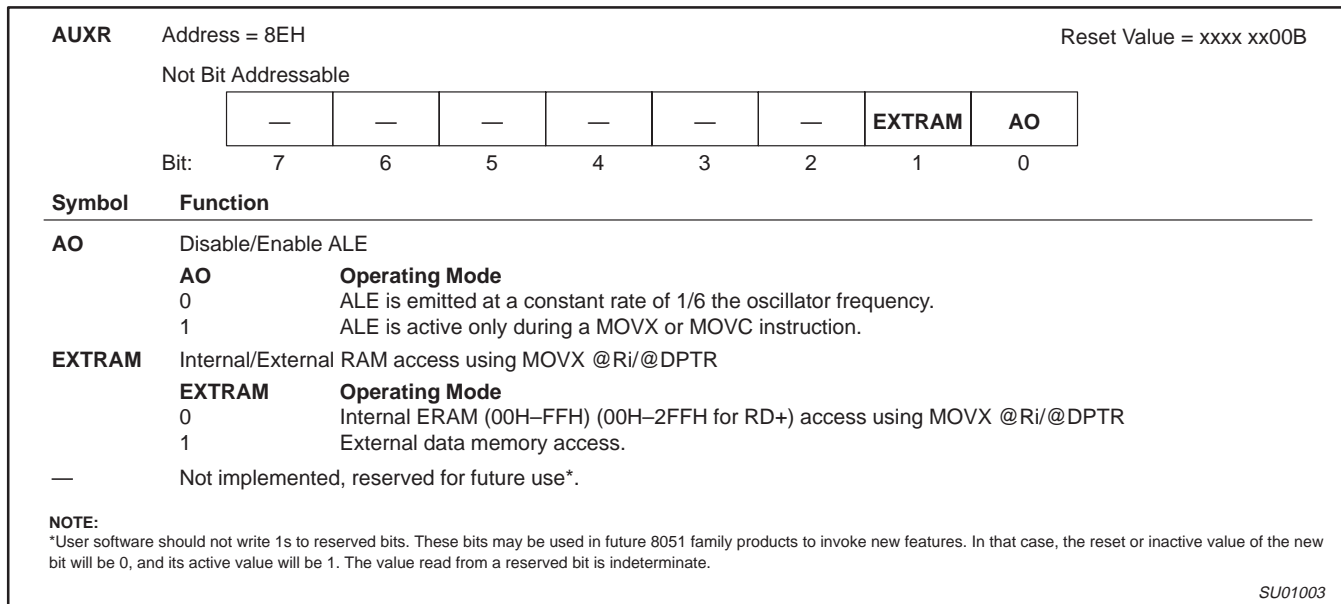 AUXR Address = 8EH Reset Value = xxxx xx00B
Not Bit Addressable
— — — — — — EXTRAM AO
Bit: 7 6 5 4 3 2 1 0
Symbol Function
AO Disable/Enable ALE
AO Operating Mode
0 ALE is emitted at a constant rate of 1/6 the oscillator frequency.
1 ALE is active only during a MOVX or MOVC instruction.
EXTRAM Internal/External RAM access using MOVX @Ri/@DPTR
EXTRAM Operating Mode
0 Internal ERAM (00H–FFH) (00H–2FFH for RD+) access using MOVX @Ri/@DPTR
1 External data memory access.
— Not implemented, reserved for future use*.
NOTE:
*User software should not write 1s to reserved bits. These bits may be used in future 8051 family products to invoke new features. In that case, the reset or inactive value of the new
bit will be 0, and its active value will be 1. The value read from a reserved bit is indeterminate.
SU01003